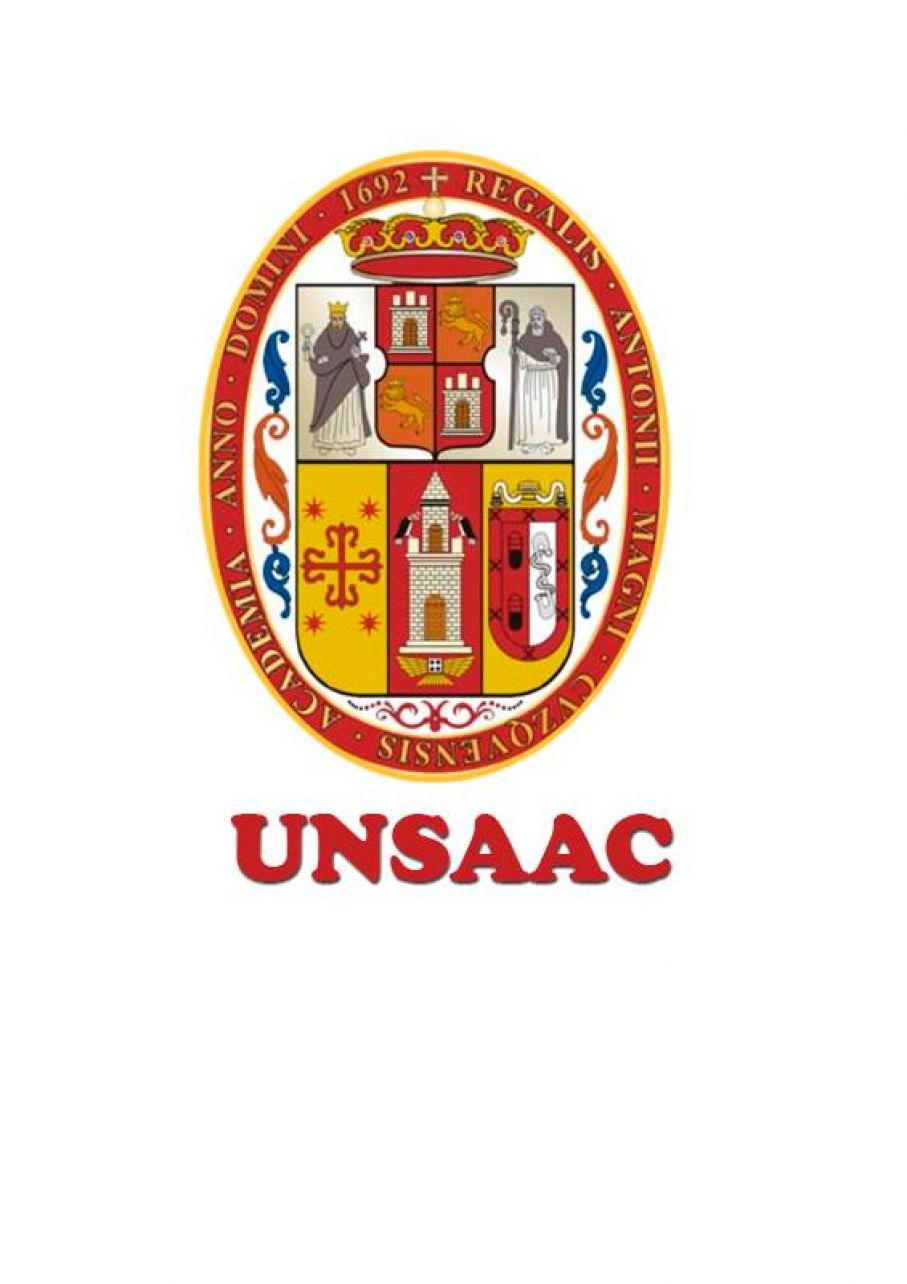 ACADEMIA · ANNO · DOMINI · 1692 REGALIS · ANTONII · MAGNI · CVZQVENSIS ·
UNSAAC